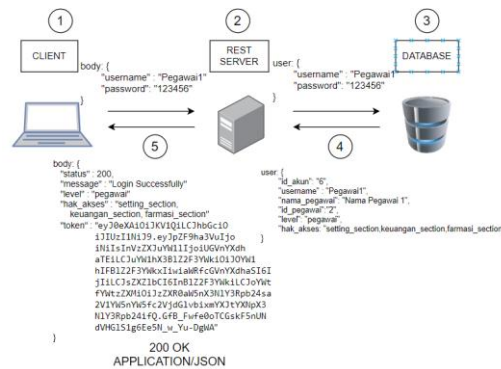 1
2
3
CLIENT
REST
SERVER
DATABASE
body: {
"username" : "Pegawai1"
"password": "123456"
}
user: {
"username" : "Pegawai1"
"password": "123456"
}
5
4
body: {
"status" : 200,
"message" : "Login Successfully"
"level" : "pegawai"
"hak_akses" : "setting_section,
keuangan_section, farmasi_section"
"token" : "eyJ0eXAiOiJKV1QiLCJhbGciO
iJIUzI1NiJ9.eyJpZF9ha3VuIjo
iNiIsInVzZXJuYW1lIjoiUGVnYXdh
aTEiLCJuYW1hX3BlZ2F3YWkiOiJOYW1
hIFBlZ2F3YWkxIiwiaWRfcGVnYXdhaSI6I
jIiLCJsZXZlbCI6InBlZ2F3YWkiLCJoYWt
fYWtzZXMiOiJzZXR0aW5nX3NlY3Rpb24sa
2V1YW5nYW5fc2VjdGlvbixmYXJtYXNpX3
NlY3Rpb24ifQ.GfB_Fwfe0oTCGskF5nUN
dVHGlS1g6Ee5N_w_Yu-DgWA"
}
user: {
"id_akun" : "6",
"username" : "Pegawai1",
"nama_pegawai": "Nama Pegawai 1",
"id_pegawai":"2",
"level": "pegawai",
"hak_akses: "setting_section,keuangan_section,farmasi_section"
}
200 OK
APPLICATION/JSON